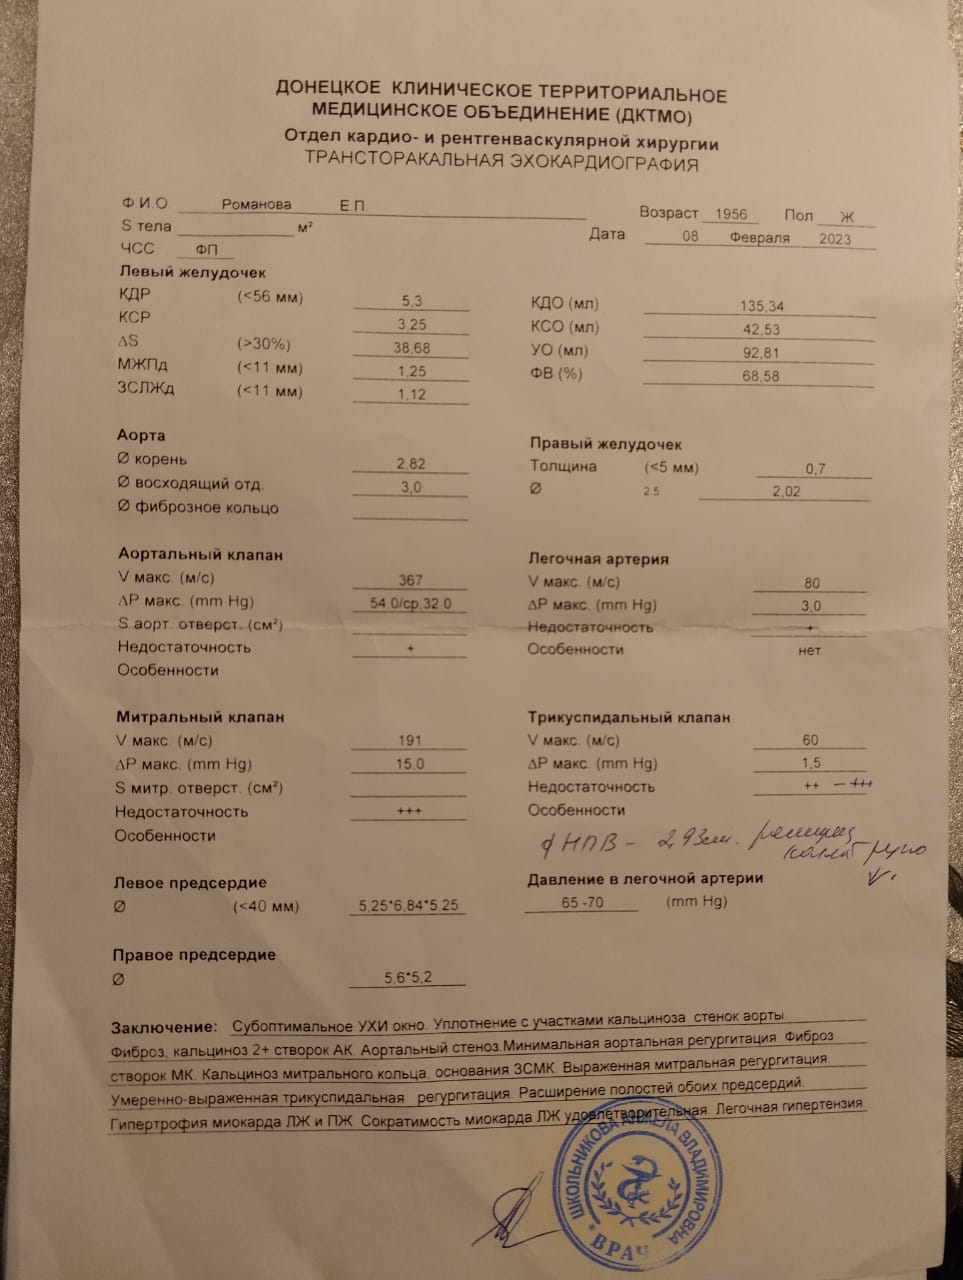 ДОНЕЦКОЕ КЛИНИЧЕСКОЕ ТЕРРИТОРИАЛЬНОЕ
МЕДИЦИНСКОЕ ОБЪЕДИНЕНИЕ (ДКТМО)
Отдел кардио- и рентгенваскулярной хирургии
ТРАНСТОРАКАЛЬНАЯ ЭХОКАРДИОГРАФИЯ
Ф.И.О Романова Е.П. Возраст 1956 Пол Ж
S тела м² Дата 08 Февраля 2023
ЧСС ФП
Левый желудочек
КДР (<56 мм) 5,3 КДО (мл) 135,34
КСР 3,25 КСО (мл) 42,53
ΔS (>30%) 38,68 УО (мл) 92,81
МЖПд (<11 мм) 1,25 ФВ (%) 68,58
ЗСЛЖд (<11 мм) 1,12
Аорта Правый желудочек
Ø корень 2,82 Толщина (<5 мм) 0,7
Ø восходящий отд. 3,0 Ø 2.5 2,02
Ø фиброзное кольцо
Аортальный клапан Легочная артерия
V макс. (м/с) 367 V макс. (м/с) 80
ΔP макс. (mm Hg) 54.0/ср.32.0 ΔP макс. (mm Hg) 3,0
S аорт. отверст. (см²) Недостаточность +
Недостаточность + Особенности нет
Особенности
Митральный клапан Трикуспидальный клапан
V макс. (м/с) 191 V макс. (м/с) 60
ΔP макс. (mm Hg) 15,0 ΔP макс. (mm Hg) 1,5
S митр. отверст. (см²) Недостаточность ++ – +++
Недостаточность +++ Особенности
Особенности НПВ – 2,93см.
Левое предсердие Давление в легочной артерии
Ø (<40 мм) 5,25*6,84*5,25 65 -70 (mm Hg)
Правое предсердие
Ø 5,6*5,2
Заключение: Субоптимальное УХИ окно. Уплотнение с участками кальциноза стенок аорты.
Фиброз, кальциноз 2+ створок АК. Аортальный стеноз.Минимальная аортальная регургитация. Фиброз
створок МК. Кальциноз митрального кольца, основания ЗСМК. Выраженная митральная регургитация.
Умеренно-выраженная трикуспидальная регургитация. Расширение полостей обоих предсердий.
Гипертрофия миокарда ЛЖ и ПЖ. Сократимость миокарда ЛЖ удовлетворительная. Легочная гипертензия.
ШКОЛЬНИКОВА АНЖЕЛА ВЛАДИМИРОВНА
* ВРАЧ *